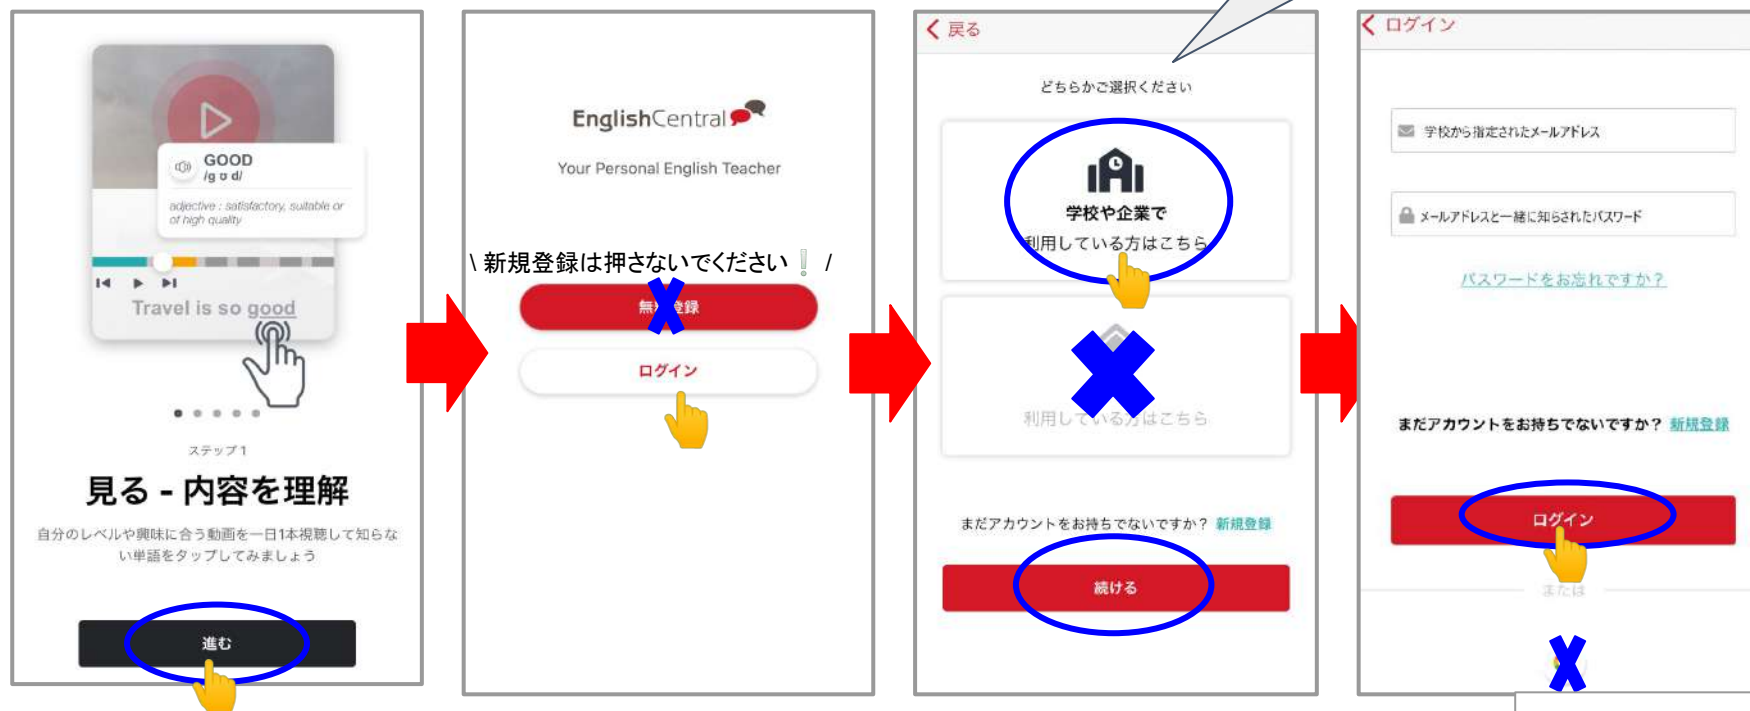 GOOD
/g ʊ d/
adjective : satisfactory, suitable or
of high quality
Travel is so good
ステップ 1
見る - 内容を理解
自分のレベルや興味に合う動画を一日1本視聴して知らな
い単語をタップしてみましょう
進む
EnglishCentral
Your Personal English Teacher
\ 新規登録は押さないでください❕ /
無 登録
ログイン
戻る
どちらかご選択ください
学校や企業で
利用している方はこちら
利用している方はこちら
まだアカウントをお持ちでないですか？ 新規登録
続ける
ログイン
学校から指定されたメールアドレス
メールアドレスと一緒に知らされたパスワード
パスワードをお忘れですか？
まだアカウントをお持ちでないですか？ 新規登録
ログイン
または